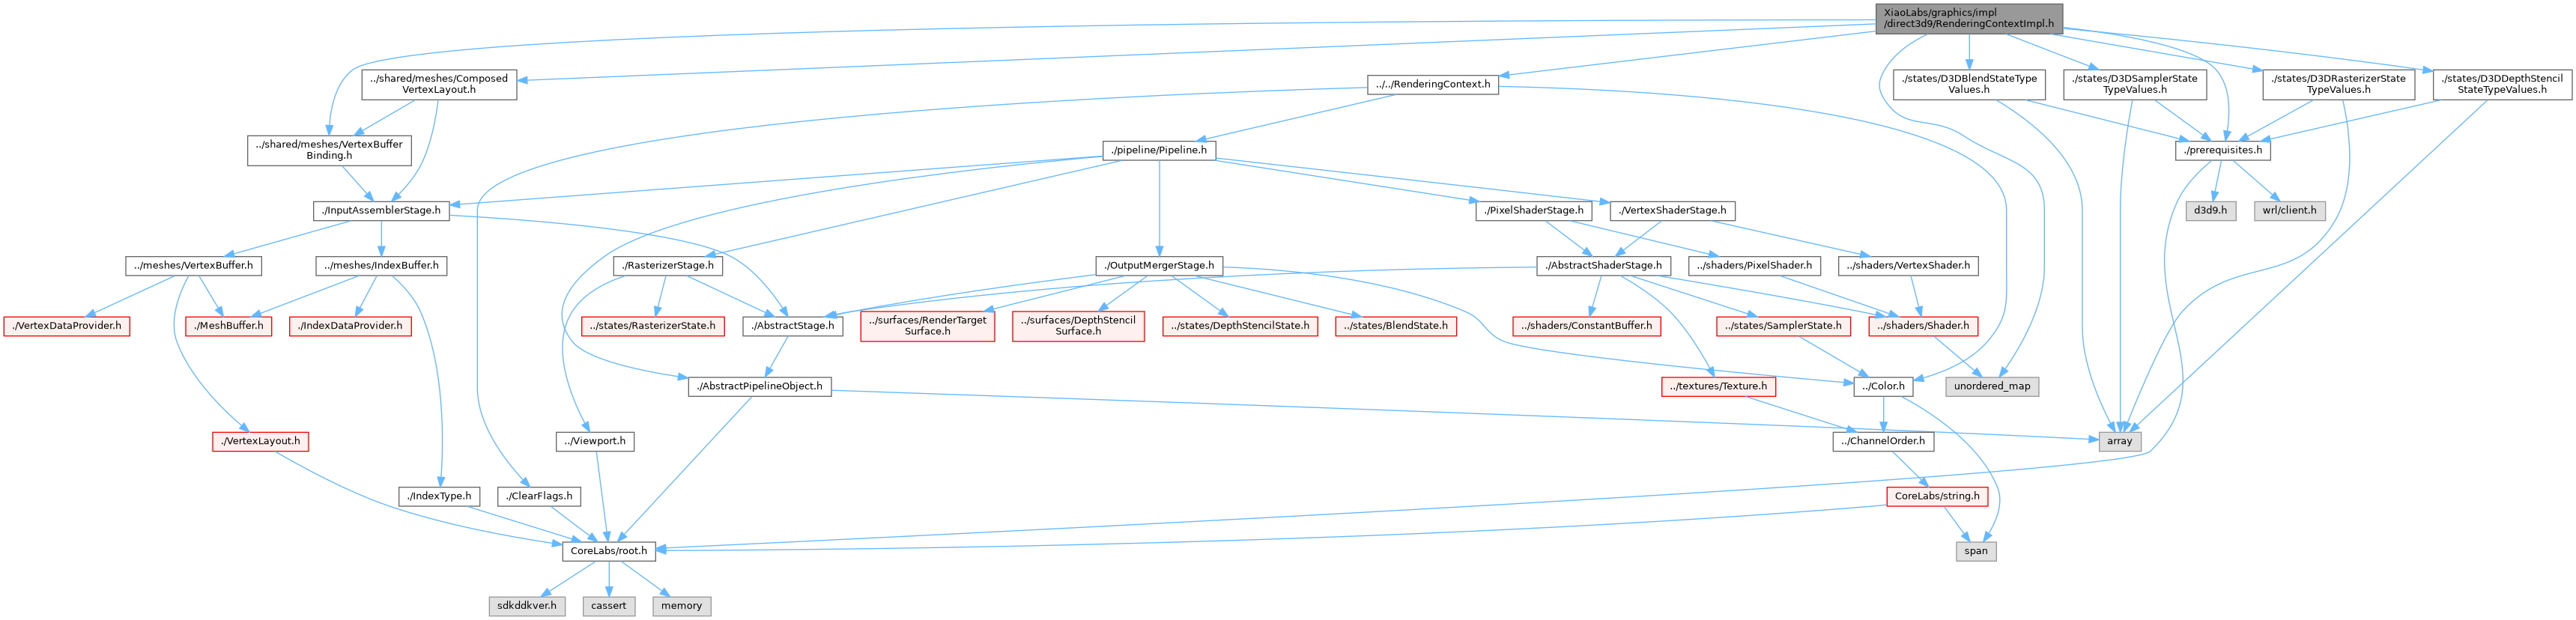 XiaoLabs/graphics/impl
/direct3d9/RenderingContextImpl.h
../shared/meshes/Composed
VertexLayout.h
../../RenderingContext.h
./states/D3DBlendStateType
Values.h
./states/D3DSamplerState
TypeValues.h
./states/D3DRasterizerState
TypeValues.h
./states/D3DDepthStencil
StateTypeValues.h
../shared/meshes/VertexBuffer
Binding.h
./pipeline/Pipeline.h
./prerequisites.h
./InputAssemblerStage.h
./PixelShaderStage.h
./VertexShaderStage.h
d3d9.h
wrl/client.h
../meshes/VertexBuffer.h
../meshes/IndexBuffer.h
./RasterizerStage.h
./OutputMergerStage.h
./AbstractShaderStage.h
../shaders/PixelShader.h
../shaders/VertexShader.h
./VertexDataProvider.h
./MeshBuffer.h
./IndexDataProvider.h
../states/RasterizerState.h
./AbstractStage.h
../surfaces/RenderTarget
Surface.h
../surfaces/DepthStencil
Surface.h
../states/DepthStencilState.h
../states/BlendState.h
../shaders/ConstantBuffer.h
../states/SamplerState.h
../shaders/Shader.h
./AbstractPipelineObject.h
../textures/Texture.h
../Color.h
unordered_map
./VertexLayout.h
../Viewport.h
../ChannelOrder.h
array
./IndexType.h
./ClearFlags.h
CoreLabs/string.h
CoreLabs/root.h
span
sdkddkver.h
cassert
memory